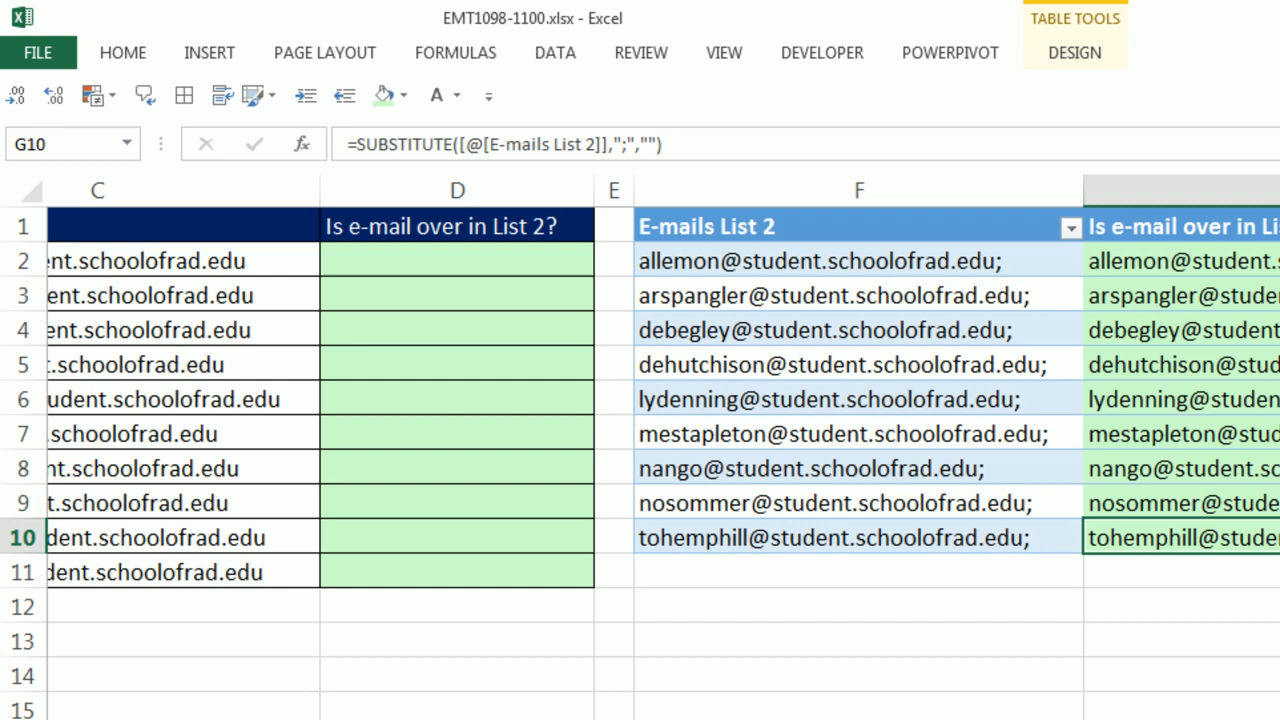 EMT1098-1100.xlsx - Excel
TABLE TOOLS
FILE HOME INSERT PAGE LAYOUT FORMULAS DATA REVIEW VIEW DEVELOPER POWERPIVOT DESIGN
G10 fx =SUBSTITUTE([@[E-mails List 2]],";","")
C D E F
1 Is e-mail over in List 2? E-mails List 2 Is e-mail over in Li
2 ent.schoolofrad.edu allemon@student.schoolofrad.edu; allemon@student.s
3 ent.schoolofrad.edu arspangler@student.schoolofrad.edu; arspangler@stude
4 ent.schoolofrad.edu debegley@student.schoolofrad.edu; debegley@student
5 t.schoolofrad.edu dehutchison@student.schoolofrad.edu; dehutchison@stud
6 udent.schoolofrad.edu lydenning@student.schoolofrad.edu; lydenning@studen
7 .schoolofrad.edu mestapleton@student.schoolofrad.edu; mestapleton@stud
8 nt.schoolofrad.edu nango@student.schoolofrad.edu; nango@student.sc
9 t.schoolofrad.edu nosommer@student.schoolofrad.edu; nosommer@stude
10 dent.schoolofrad.edu tohemphill@student.schoolofrad.edu; tohemphill@studen
11 dent.schoolofrad.edu
12
13
14
15